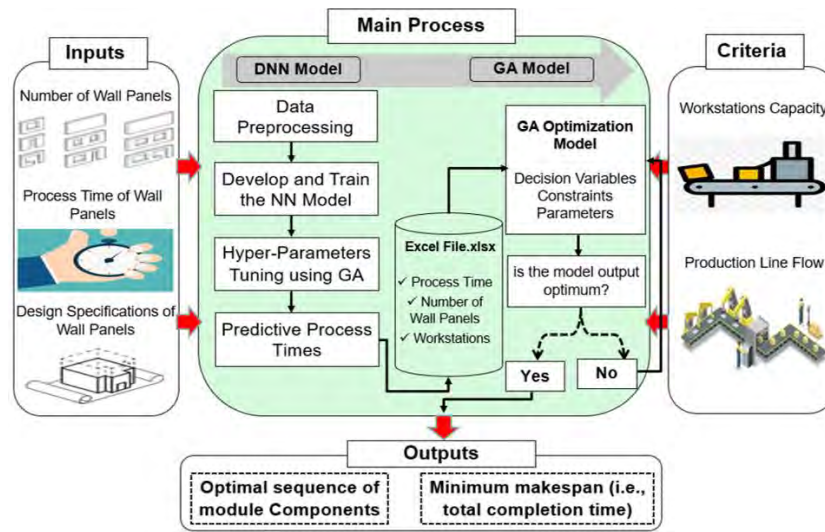 Main Process
Inputs
Number of Wall Panels
Process Time of Wall
Panels
Design Specifications of
Wall Panels
DNN Model
GA Model
Data
Preprocessing
Develop and Train
the NN Model
Hyper-Parameters
Tuning using GA
Predictive Process
Times
Excel File.xlsx
✓ Process Time
✓ Number of
Wall Panels
✓ Workstations
GA Optimization
Model
Decision Variables
Constraints
Parameters
is the model output
optimum?
Yes
No
Criteria
Workstations Capacity
Production Line Flow
Outputs
Optimal sequence of
module Components
Minimum makespan (i.e.,
total completion time)